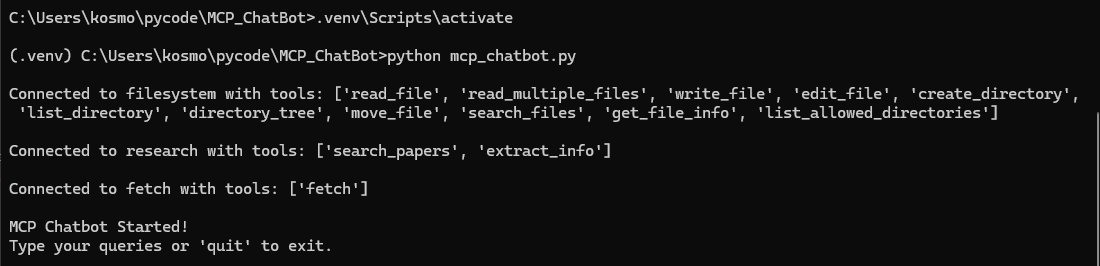 C:\Users\kosmo\pycode\MCP_ChatBot>.venv\Scripts\activate
(.venv) C:\Users\kosmo\pycode\MCP_ChatBot>python mcp_chatbot.py
Connected to filesystem with tools: ['read_file', 'read_multiple_files', 'write_file', 'edit_file', 'create_directory',
'list_directory', 'directory_tree', 'move_file', 'search_files', 'get_file_info', 'list_allowed_directories']
Connected to research with tools: ['search_papers', 'extract_info']
Connected to fetch with tools: ['fetch']
MCP Chatbot Started!
Type your queries or 'quit' to exit.